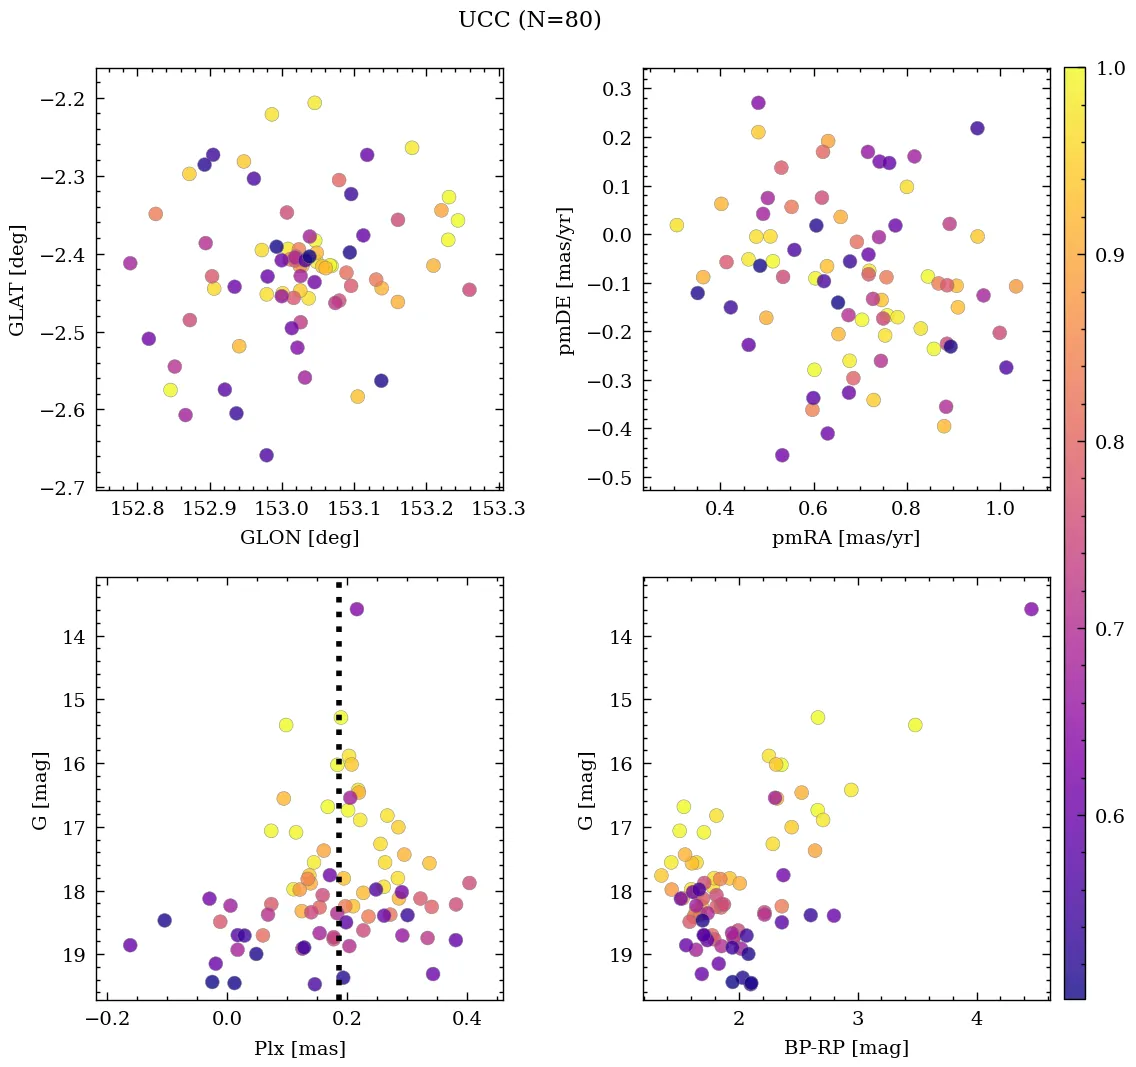 UCC (N=80)
−2.2
−2.3
−2.4
−2.5
−2.6
−2.7
GLAT [deg]
152.8 152.9 153.0 153.1 153.2 153.3
GLON [deg]
0.3
0.2
0.1
0.0
−0.1
−0.2
−0.3
−0.4
−0.5
pmDE [mas/yr]
0.4 0.6 0.8 1.0
pmRA [mas/yr]
14
15
16
17
18
19
G [mag]
−0.2 0.0 0.2 0.4
Plx [mas]
14
15
16
17
18
19
G [mag]
2 3 4
BP-RP [mag]
1.0
0.9
0.8
0.7
0.6